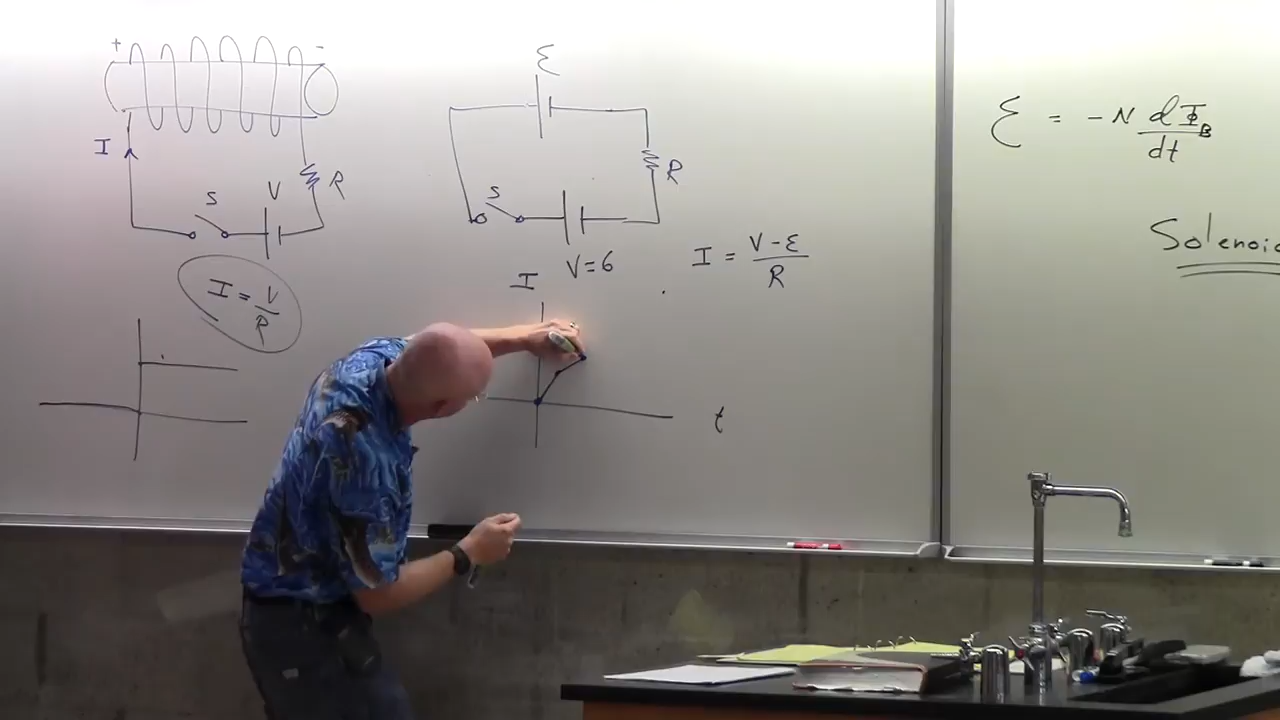 + -
I
S
V
R
I = V/R
ℰ
R
S
V=6
I = V-ℰ/R
I
t
ℰ = -N dΦB/dt
Solenoi